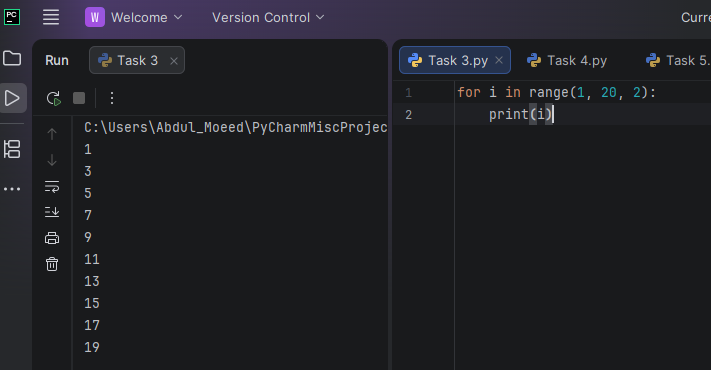 PC
W Welcome Version Control Curre
Run Task 3
Task 3.py Task 4.py Task 5.
C:\Users\Abdul_Moeed\PyCharmMiscProjec
1
3
5
7
9
11
13
15
17
19
1 for i in range(1, 20, 2):
2 print(i)